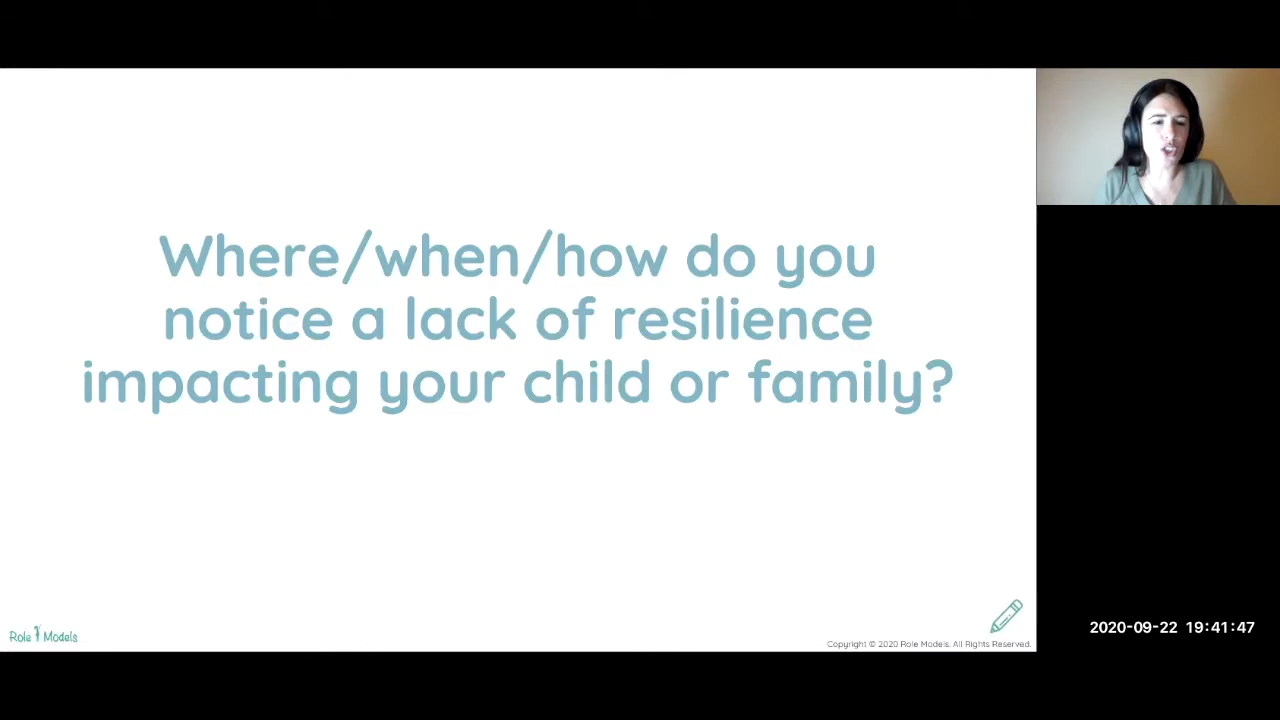 Where/when/how do you
notice a lack of resilience
impacting your child or family?
Role Models
Copyright © 2020 Role Models. All Rights Reserved.
2020-09-22 19:41:47